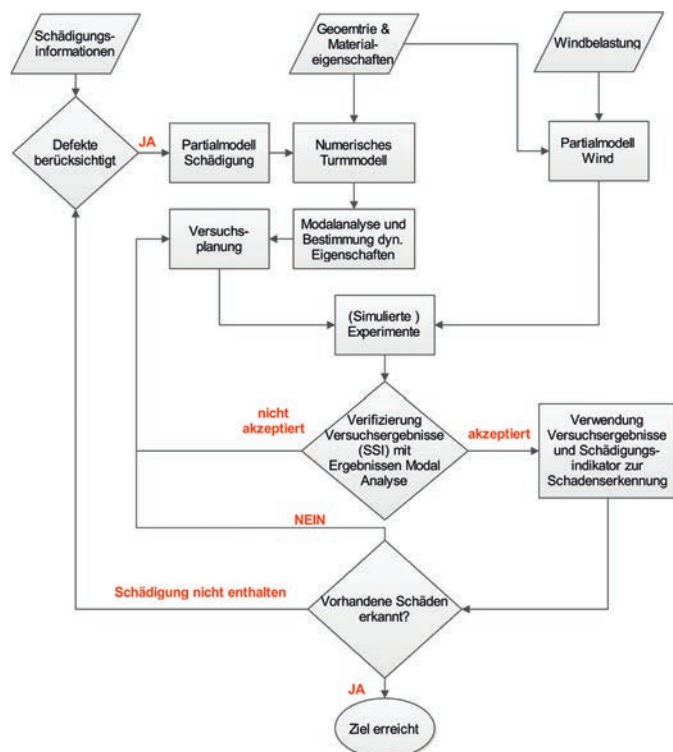 Schädigungs-
informationen
Geoemtrie &
Material-
eigenschaften
Windbelastung
Defekte
berücksichtigt
JA
Partialmodell
Schädigung
Numerisches
Turmmodell
Partialmodell
Wind
Versuchs-
planung
Modalanalyse und
Bestimmung dyn.
Eigenschaften
(Simulierte )
Experimente
nicht
akzeptiert
Verifizierung
Versuchsergebnisse
(SSI) mit
Ergebnissen Modal
Analyse
akzeptiert
Verwendung
Versuchsergebnisse
und Schädigungs-
indikator zur
Schadenserkennung
NEIN
Schädigung nicht enthalten
Vorhandene Schäden
erkannt?
JA
Ziel erreicht